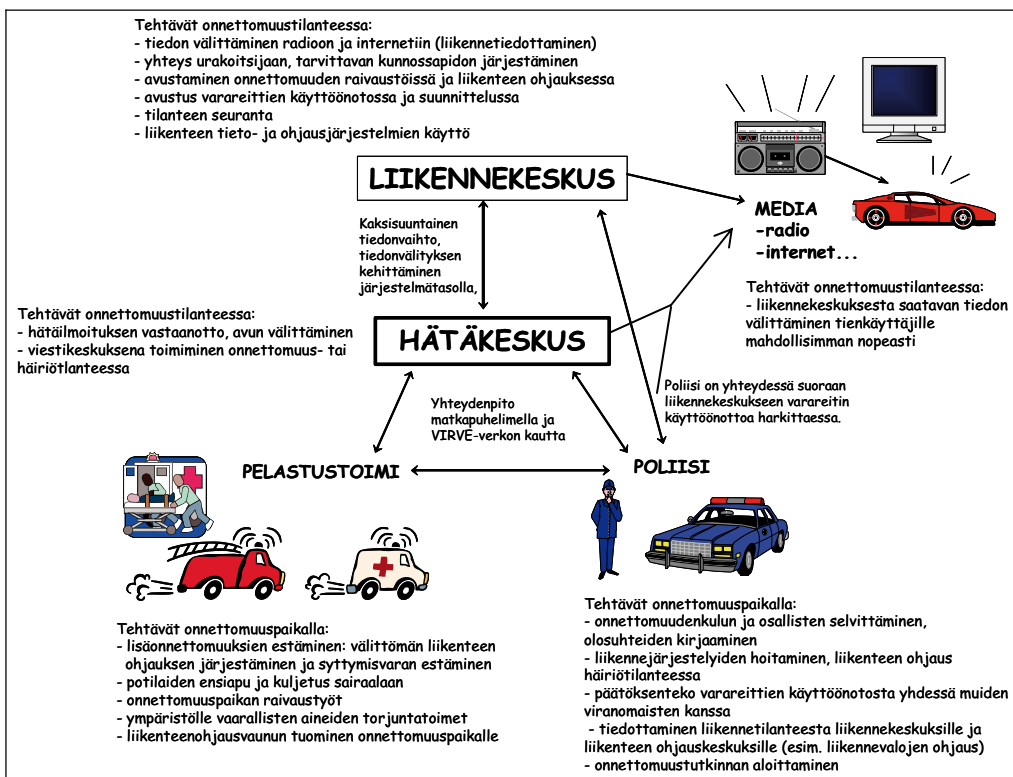 Tehtävät onnettomuustilanteessa:
- tiedon välittäminen radioon ja internetiin (liikennetiedottaminen)
- yhteys urakoitsijaan, tarvittavan kunnossapidon järjestäminen
- avustaminen onnettomuuden raivaustöissä ja liikenteen ohjauksessa
- avustus varareittien käyttöönotossa ja suunnittelussa
- tilanteen seuranta
- liikenteen tieto- ja ohjausjärjestelmien käyttö
LIIKENNEKESKUS
MEDIA
-radio
-internet...
Kaksisuuntainen
tiedonvaihto,
tiedonvälityksen
kehittäminen
järjestelmätasolla,
Tehtävät onnettomuustilanteessa:
- liikennekeskuksesta saatavan tiedon
välittäminen tienkäyttäjille
mahdollisimman nopeasti
Tehtävät onnettomuustilanteessa:
- hätäilmoituksen vastaanotto, avun välittäminen
- viestikeskuksena toimiminen onnettomuus- tai
häiriötlanteessa
HÄTÄKESKUS
Poliisi on yhteydessä suoraan
liikennekeskukseen varareitin
käyttöönottoa harkittaessa.
Yhteydenpito
matkapuhelimella ja
VIRVE-verkon kautta
PELASTUSTOIMI
POLIISI
Tehtävät onnettomuuspaikalla:
- lisäonnettomuuksien estäminen: välittömän liikenteen
ohjauksen järjestäminen ja syttymisvaran estäminen
- potilaiden ensiapu ja kuljetus sairaalaan
- onnettomuuspaikan raivaustyöt
- ympäristölle vaarallisten aineiden torjuntatoimet
- liikenteenohjausvaunun tuominen onnettomuuspaikalle
Tehtävät onnettomuuspaikalla:
- onnettomuudenkulun ja osallisten selvittäminen,
olosuhteiden kirjaaminen
- liikennejärjestelyiden hoitaminen, liikenteen ohjaus
häiriötilanteessa
- päätöksenteko varareittien käyttöönotosta yhdessä muiden
viranomaisten kanssa
- tiedottaminen liikennetilanteesta liikennekeskuksille ja
liikenteen ohjauskeskuksille (esim. liikennevalojen ohjaus)
- onnettomuustutkinnan aloittaminen